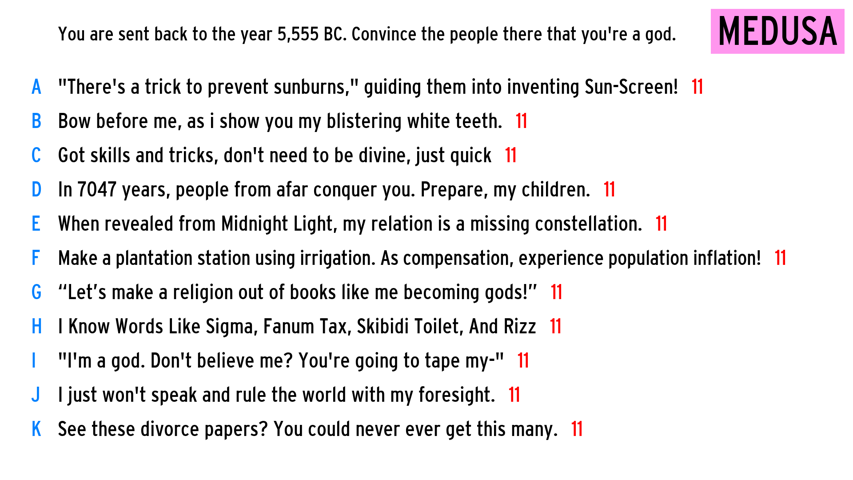 You are sent back to the year 5,555 BC. Convince the people there that you're a god.
MEDUSA
A "There's a trick to prevent sunburns," guiding them into inventing Sun-Screen! 11
B Bow before me, as i show you my blistering white teeth. 11
C Got skills and tricks, don't need to be divine, just quick 11
D In 7047 years, people from afar conquer you. Prepare, my children. 11
E When revealed from Midnight Light, my relation is a missing constellation. 11
F Make a plantation station using irrigation. As compensation, experience population inflation! 11
G “Let’s make a religion out of books like me becoming gods!” 11
H I Know Words Like Sigma, Fanum Tax, Skibidi Toilet, And Rizz 11
I "I'm a god. Don't believe me? You're going to tape my-" 11
J I just won't speak and rule the world with my foresight. 11
K See these divorce papers? You could never ever get this many. 11